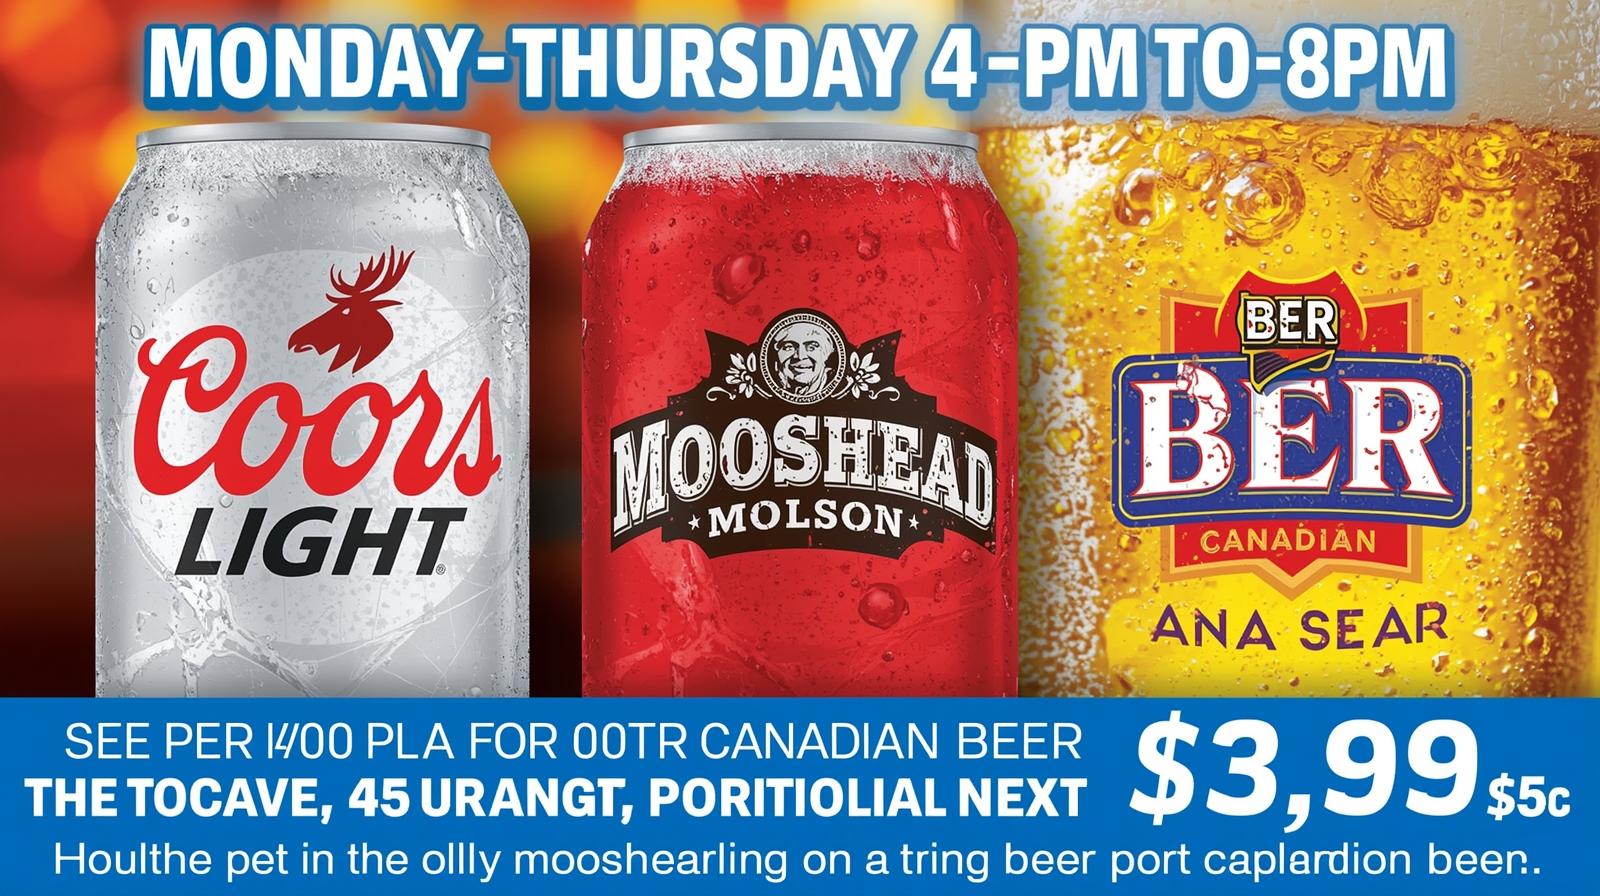 MONDAY-THURSDAY 4-PM TO-8PM
Coors
LIGHT
MOOSHEAD
MOLSON
BER
BER
CANADIAN
ANA SEAR
SEE PER PLA FOR 00TR CANADIAN BEER
THE TOCAVE, 45 URANGT, PORITIOLIAL NEXT
$3,99 $5c
Houlthe pet in the ollly mooshearling on a tring beer port caplardion been..